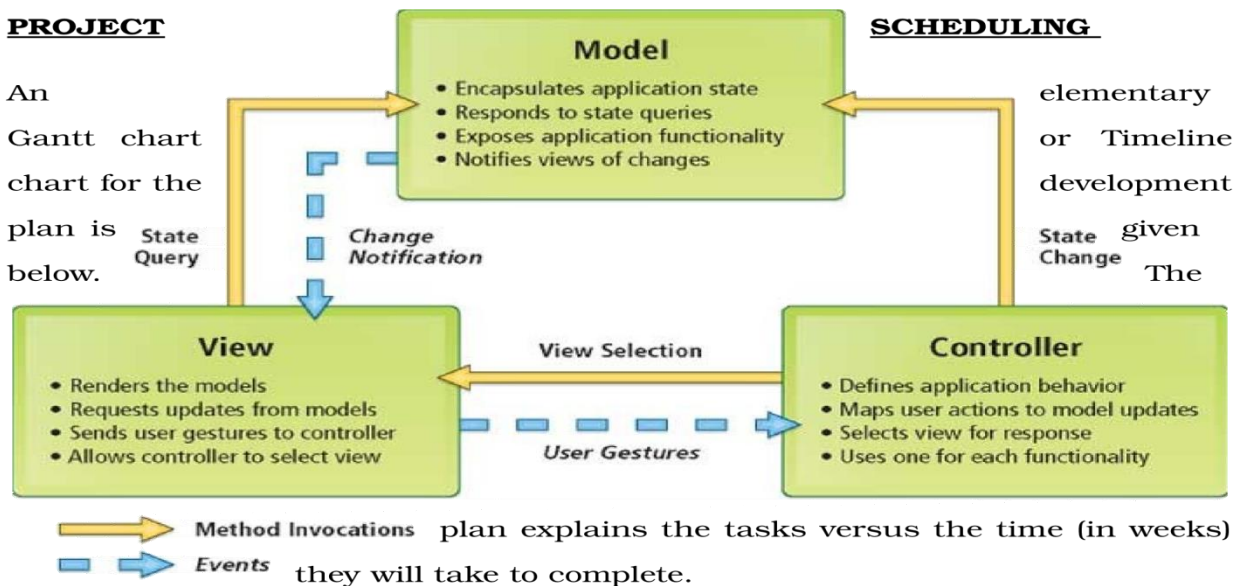 PROJECT SCHEDULING
Model
• Encapsulates application state
• Responds to state queries
• Exposes application functionality
• Notifies views of changes
An elementary
Gantt chart or Timeline
chart for the development
plan is given
below. The
State
Query
Change
Notification
State
Change
View
• Renders the models
• Requests updates from models
• Sends user gestures to controller
• Allows controller to select view
View Selection
User Gestures
Controller
• Defines application behavior
• Maps user actions to model updates
• Selects view for response
• Uses one for each functionality
Method Invocations
Events
plan explains the tasks versus the time (in weeks)
they will take to complete.